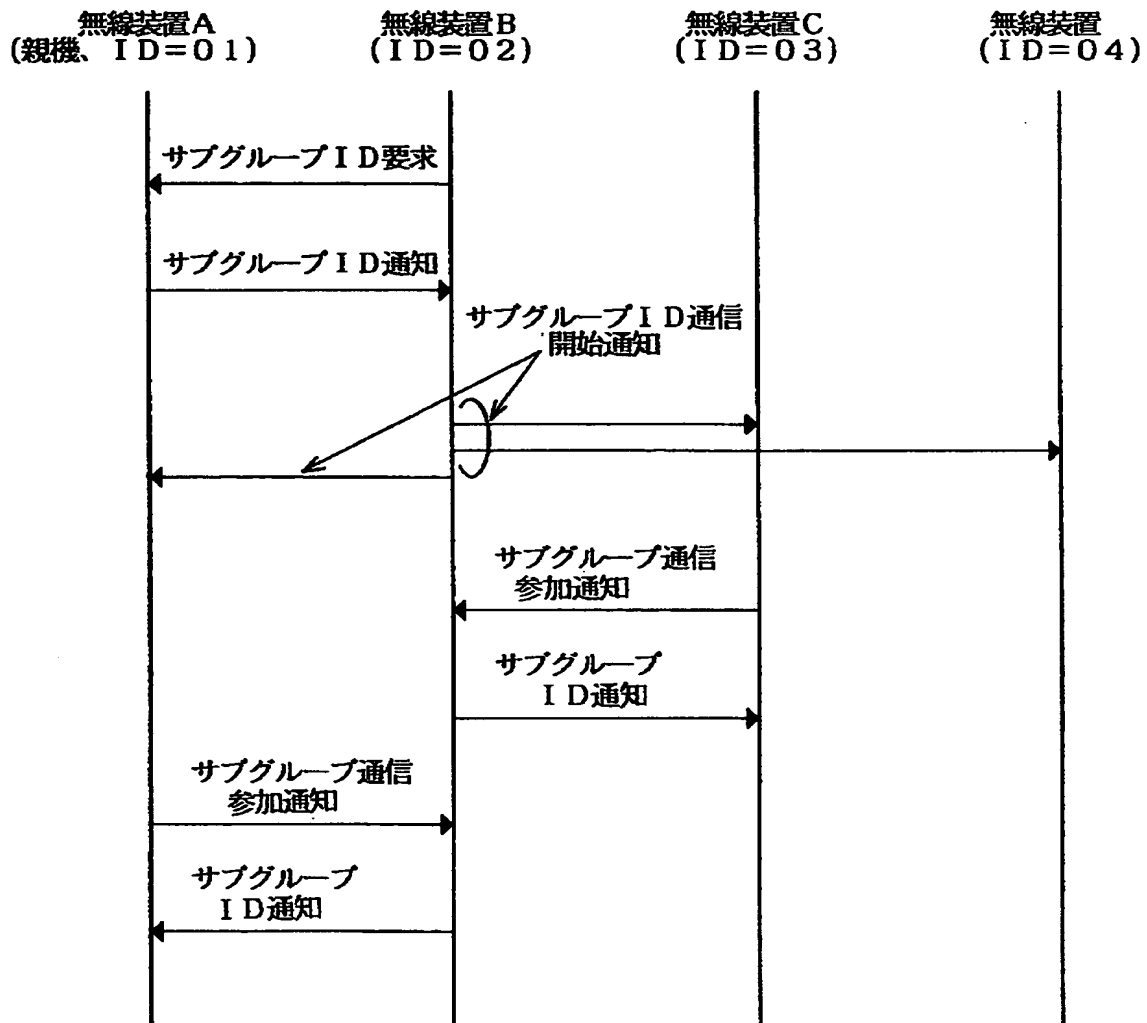 無線装置A
(親機、ID=01)
無線装置B
(ID=02)
無線装置C
(ID=03)
無線装置
(ID=04)
サブグループID要求
サブグループID通知
サブグループID通信
開始通知
サブグループ通信
参加通知
サブグループ
ID通知
サブグループ通信
参加通知
サブグループ
ID通知